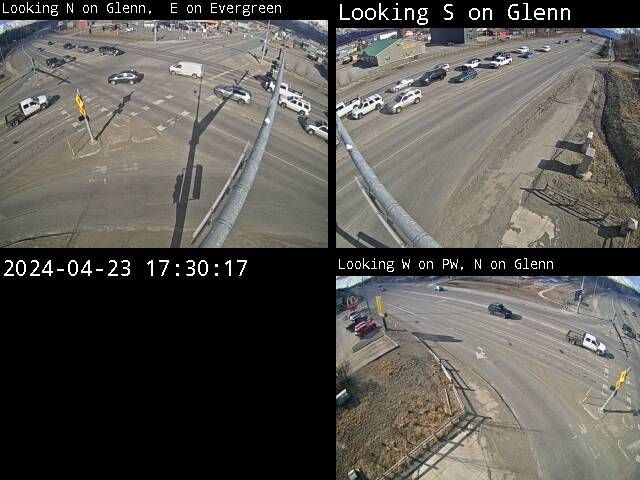 Looking N on Glenn,  E on Evergreen
Looking S on Glenn
2024-04-23 17:30:17
Looking W on PW, N on Glenn